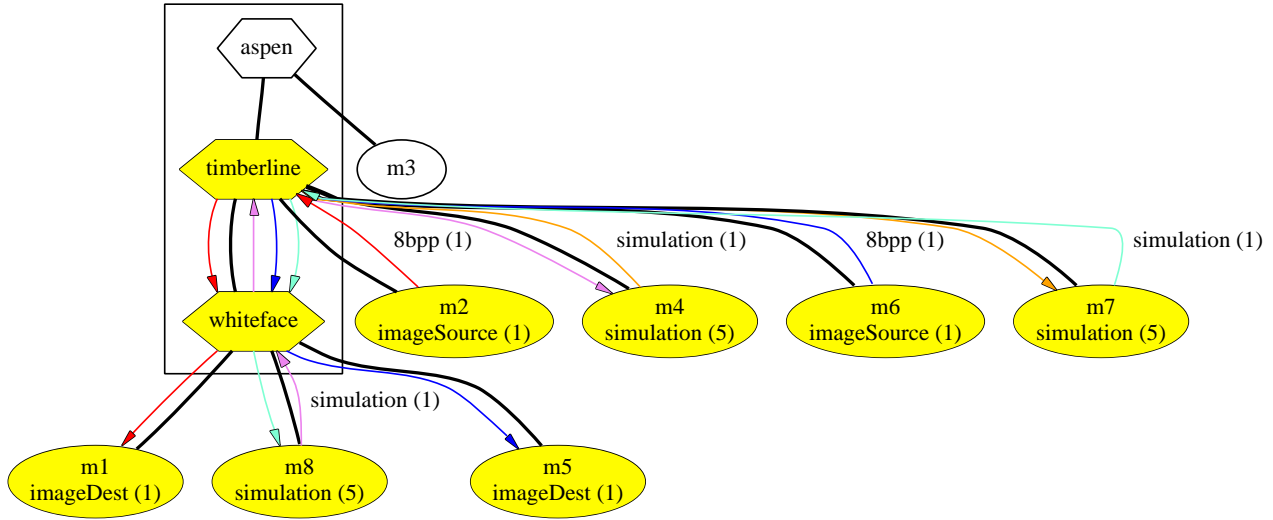 aspen
timberline
m3
8bpp (1)
simulation (1)
8bpp (1)
simulation (1)
whiteface
m2
imageSource (1)
m4
simulation (5)
m6
imageSource (1)
m7
simulation (5)
simulation (1)
m1
imageDest (1)
m8
simulation (5)
m5
imageDest (1)